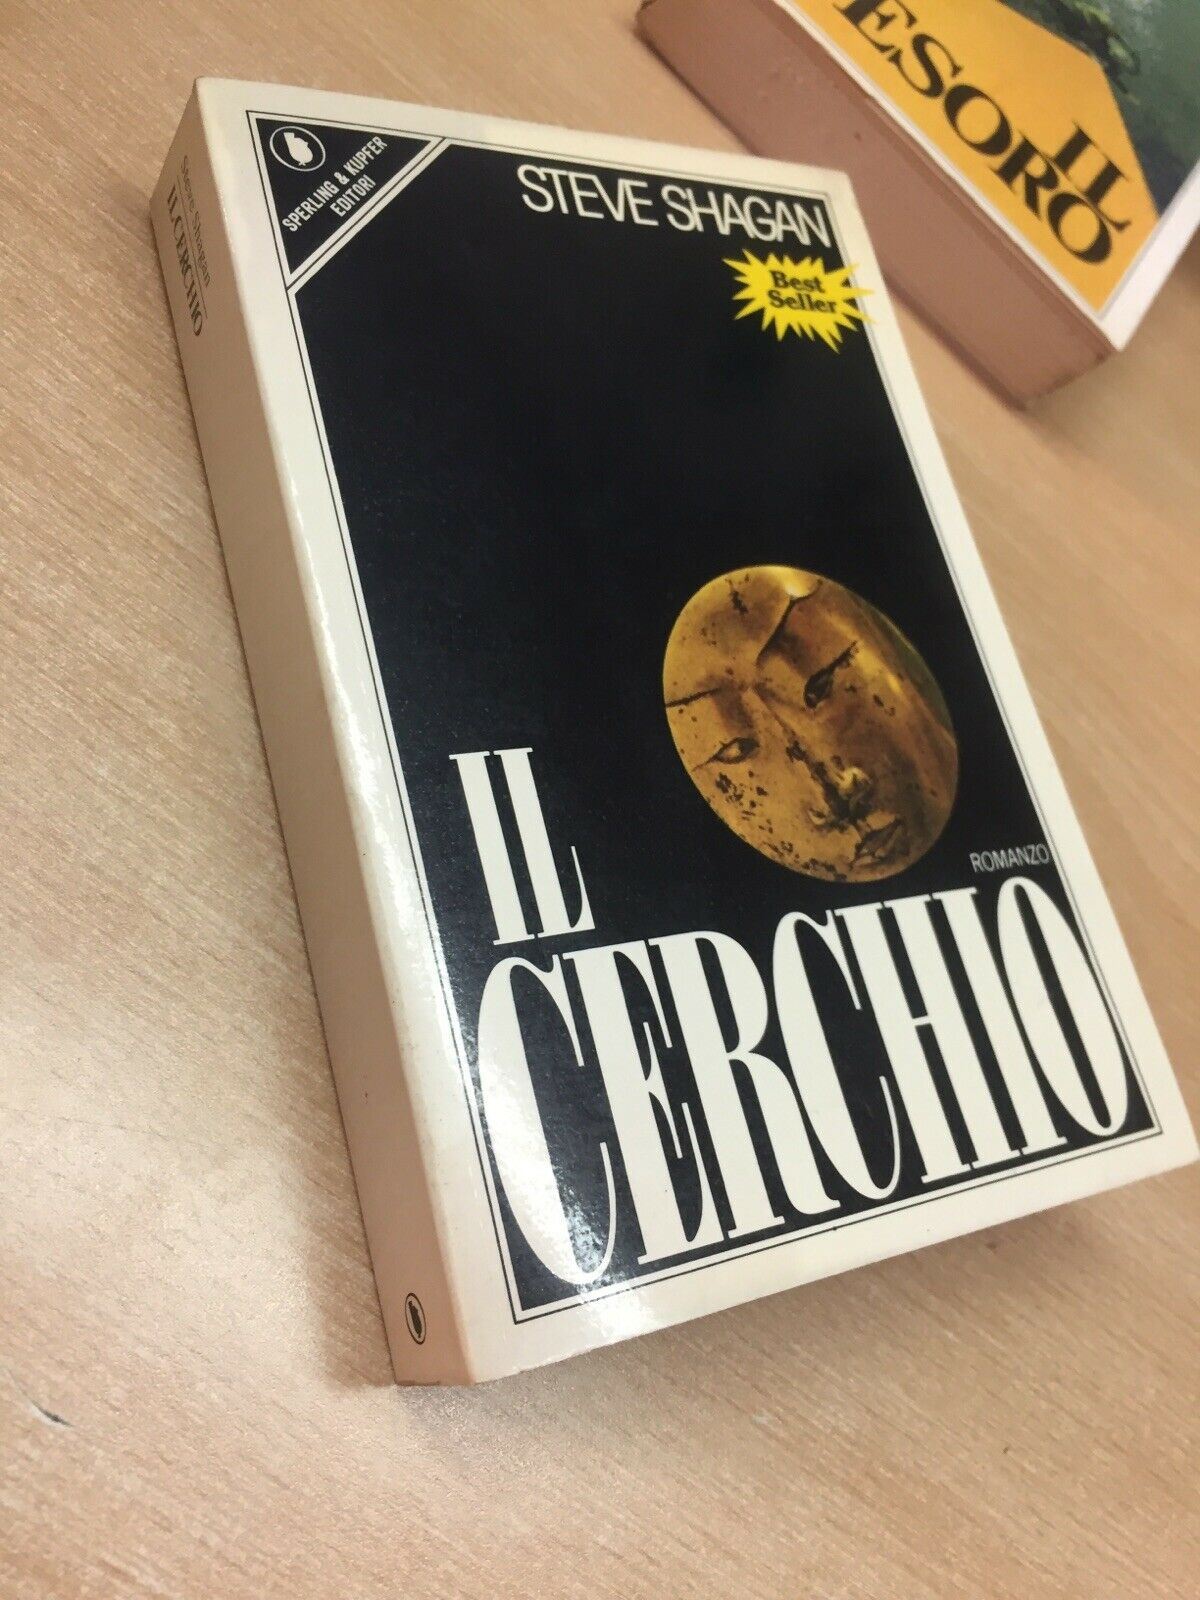 SPERLING & KUPFER
EDITORI
STEVE SHAGAN
Best
Seller
ROMANZO
IL
CERCHIO
Steve Shagan
IL CERCHIO
IL
ESORO